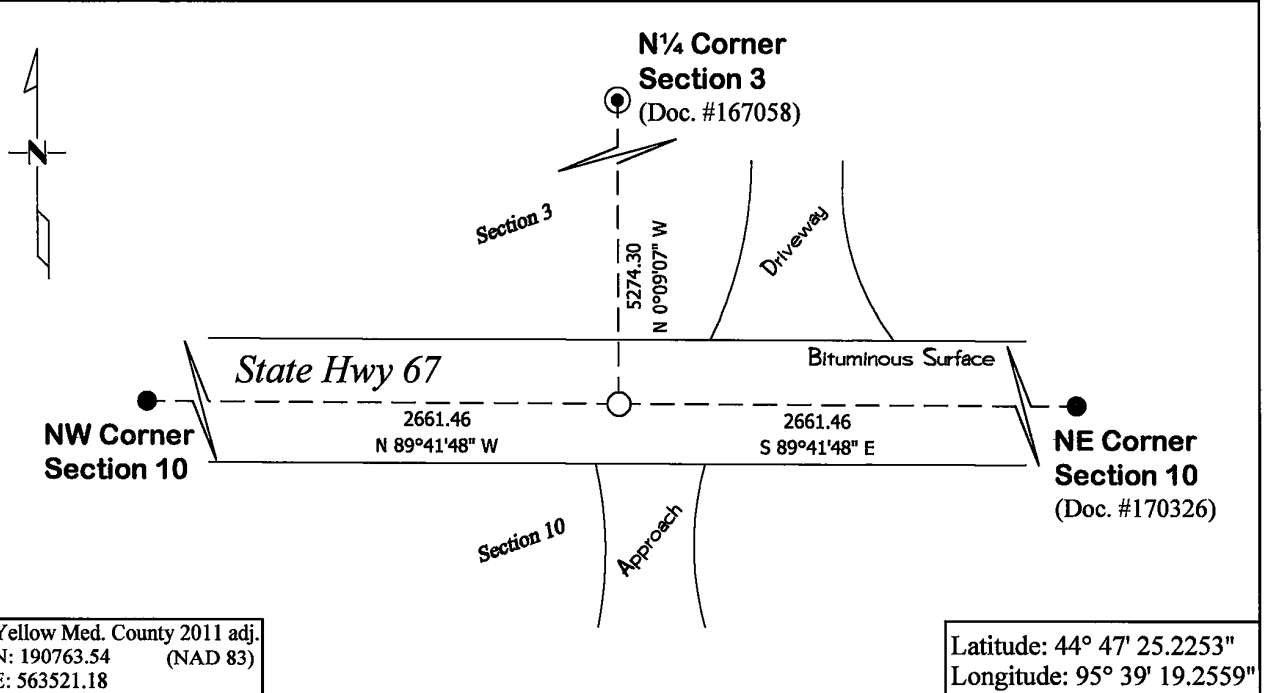 N¼ Corner
Section 3
(Doc. #167058)
N
Section 3
Driveway
5274.30
N 0°09'07" W
State Hwy 67
Bituminous Surface
2661.46
N 89°41'48" W
2661.46
S 89°41'48" E
NW Corner
Section 10
NE Corner
Section 10
(Doc. #170326)
Section 10
Approach
Yellow Med. County 2011 adj.
N: 190763.54 (NAD 83)
E: 563521.18
Latitude: 44° 47' 25.2253"
Longitude: 95° 39' 19.2559"